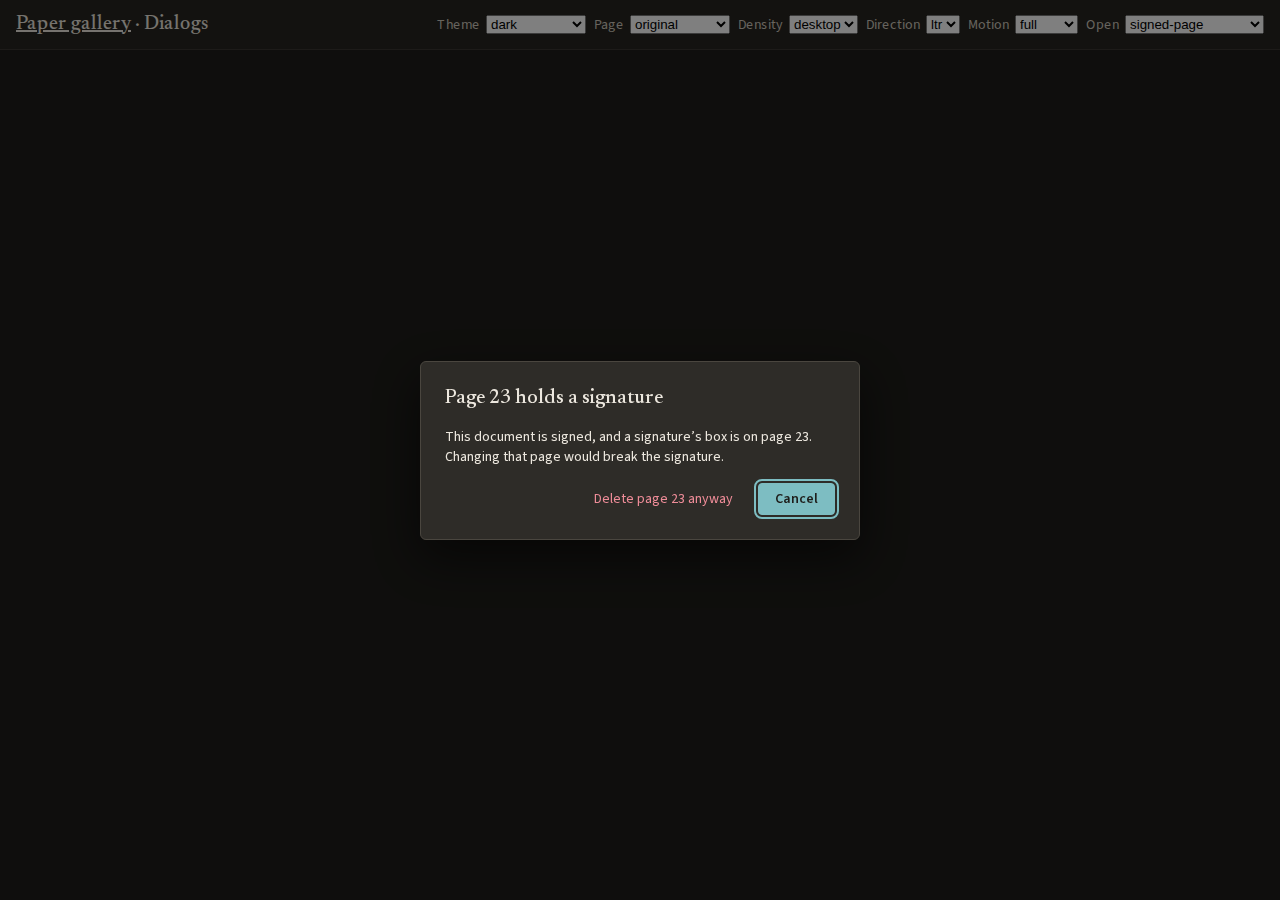 Paper gallery · Dialogs
Theme dark Page original Density desktop Direction ltr Motion full Open signed-page
Page 23 holds a signature
This document is signed, and a signature’s box is on page 23.
Changing that page would break the signature.
Delete page 23 anyway Cancel